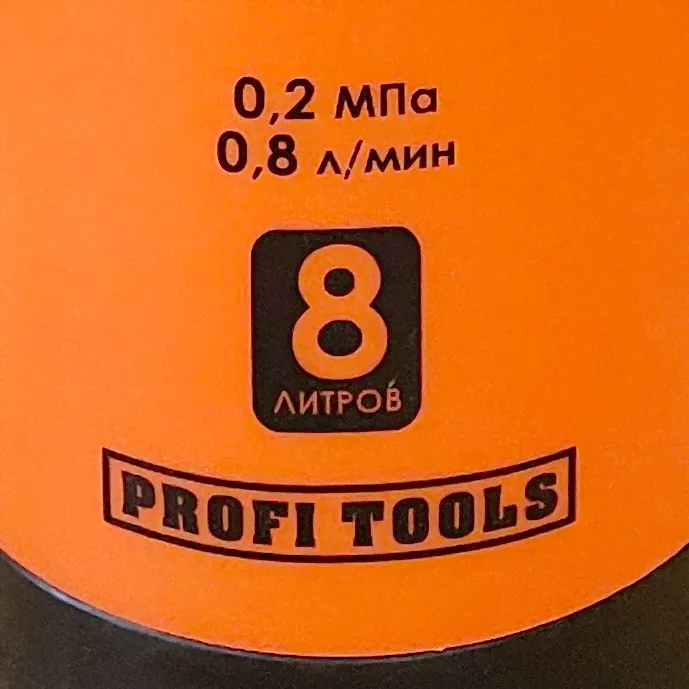 0,2 МПа
0,8 л/мин
8
ЛИТРОВ
PROFI TOOLS